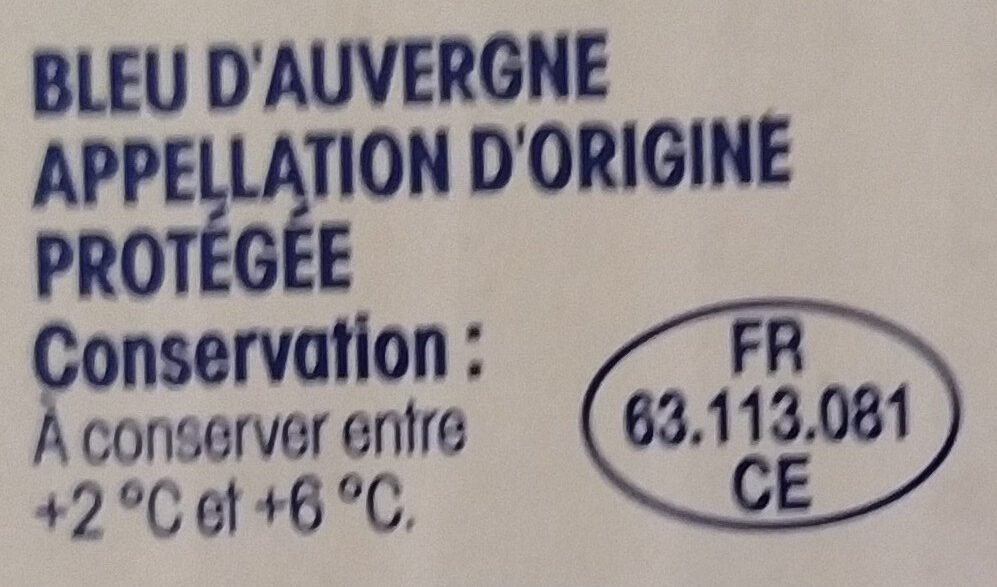 BLEU D'AUVERGNE
APPELLATION D'ORIGINE
PROTÉGÉE
Conservation :
À conserver entre
+2 °C et +6 °C.
FR
63.113.081
CE